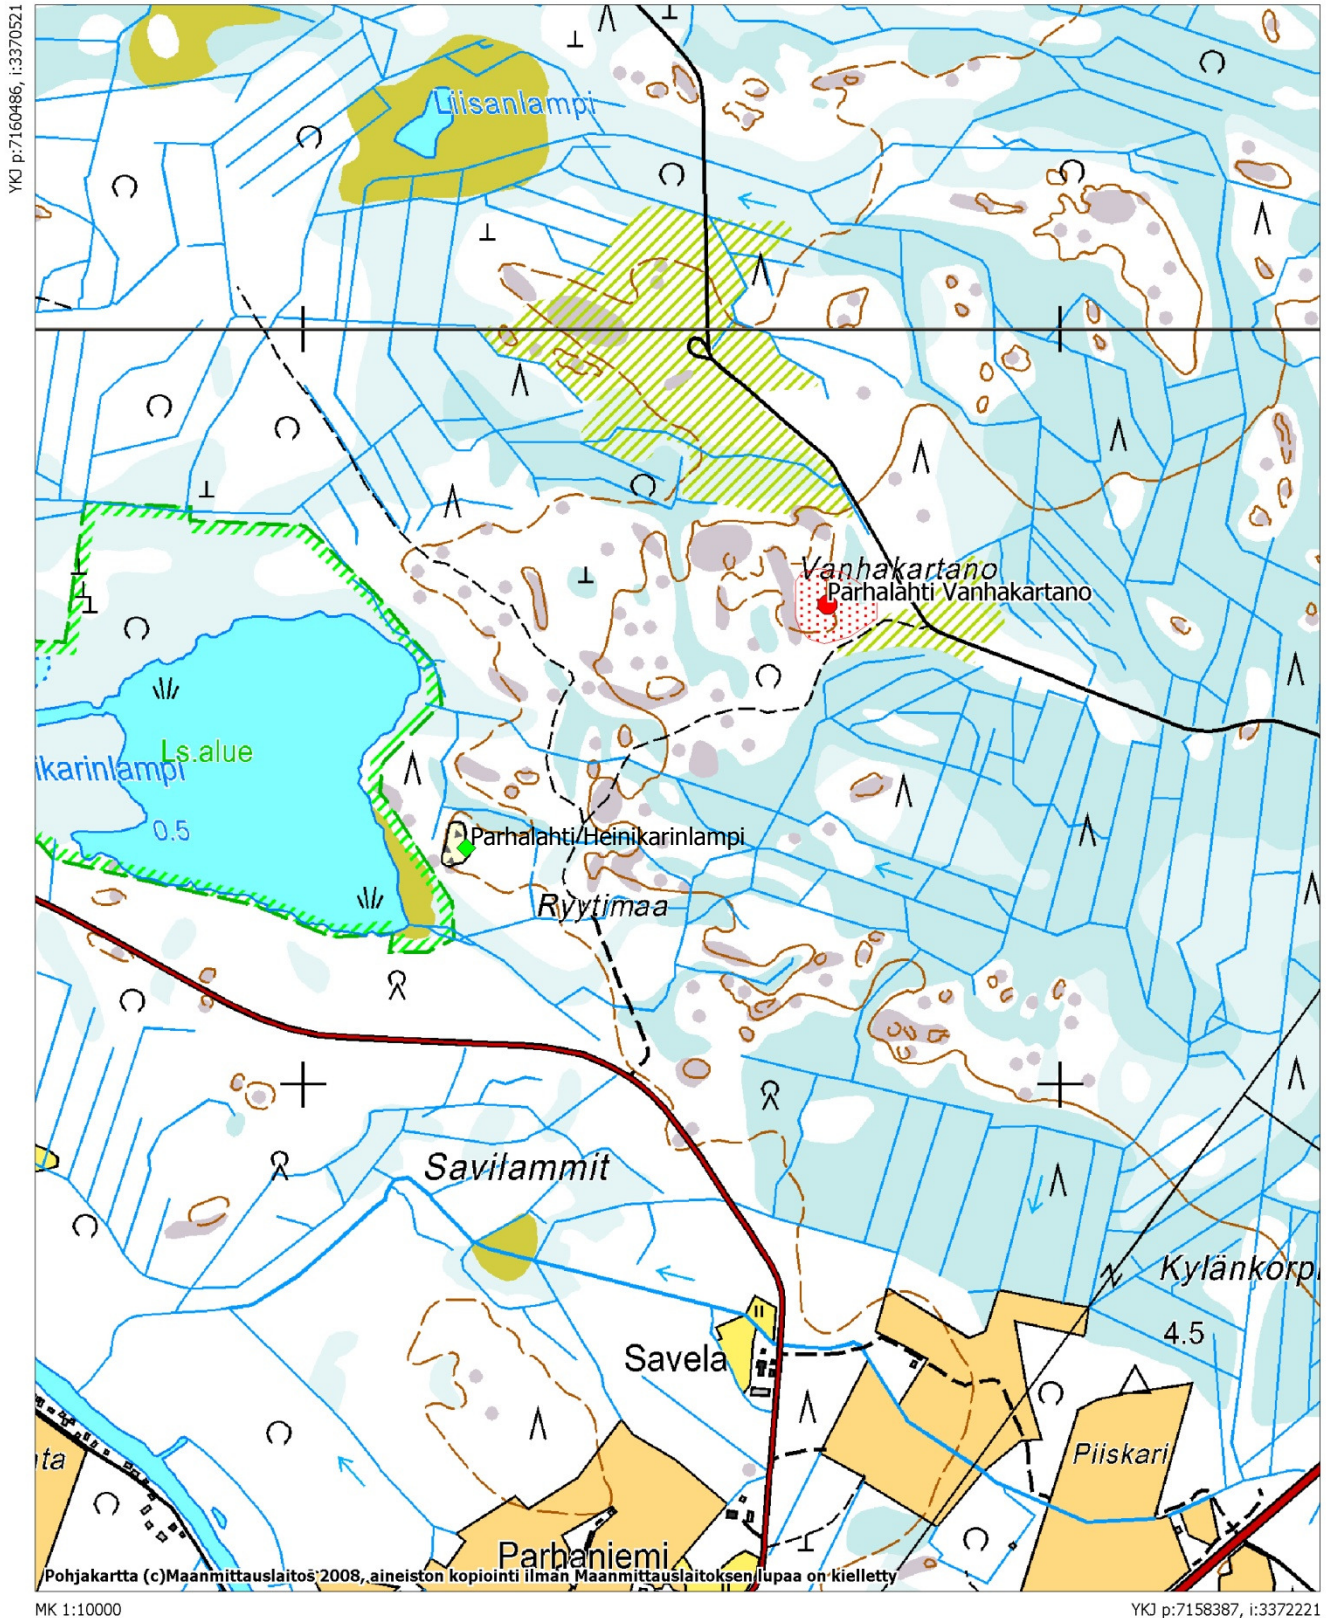 YKJ p:7160486, i:3370521
Liisanlampi
Vanhakartano
Parhalahti Vanhakartano
Ls.alue
ikarinlampi
0.5
Parhalahti Heinikarinlampi
Ryytimaa
Savilammit
Kylänkorp
4.5
Savela
Piiskari
ta
Parhaniemi
Pohjakartta (c)Maanmittauslaitos 2008, aineiston kopiointi ilman Maanmittauslaitoksen lupaa on kielletty
MK 1:10000
YKJ p:7158387, i:3372221